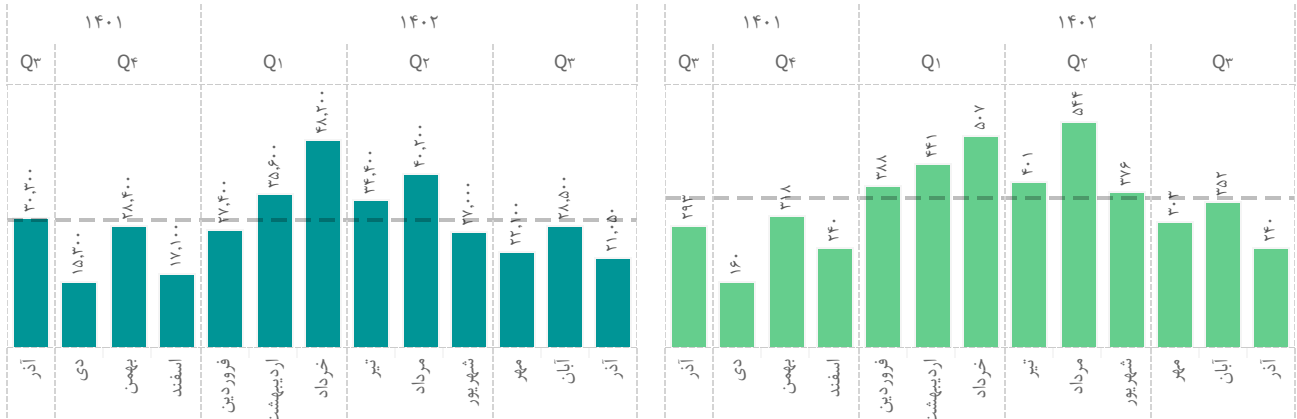 ۱۴۰۱
۱۴۰۲
Q۳
Q۴
Q۱
Q۲
Q۳
۳۰,۳۰۰
۱۵,۳۰۰
۲۸,۴۰۰
۱۷,۱۰۰
۲۷,۴۰۰
۳۵,۶۰۰
۴۸,۲۰۰
۳۴,۴۰۰
۴۰,۲۰۰
۲۷,۰۰۰
۲۲,۱۰۰
۲۸,۵۰۰
۲۱,۰۵۰
آذر
دی
بهمن
اسفند
فروردین
اردیبهشت
خرداد
تیر
مرداد
شهریور
مهر
آبان
آذر
۱۴۰۱
۱۴۰۲
Q۳
Q۴
Q۱
Q۲
Q۳
۲۹۳
۱۶۰
۳۱۸
۲۴۰
۳۸۸
۴۴۱
۵۰۷
۴۰۱
۵۴۴
۳۷۶
۳۰۳
۳۵۲
۲۴۰
آذر
دی
بهمن
اسفند
فروردین
اردیبهشت
خرداد
تیر
مرداد
شهریور
مهر
آبان
آذر